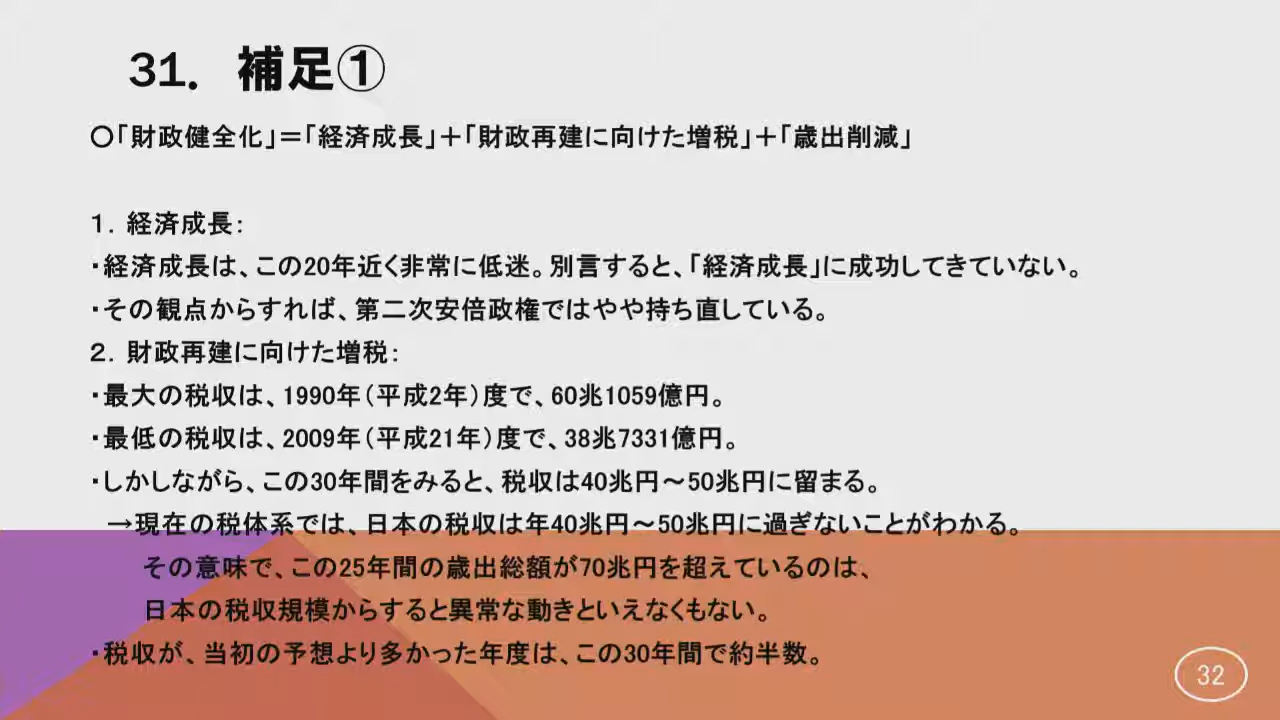 31. 補足①
○「財政健全化」＝「経済成長」＋「財政再建に向けた増税」＋「歳出削減」
１．経済成長：
・経済成長は、この20年近く非常に低迷。別言すると、「経済成長」に成功してきていない。
・その観点からすれば、第二次安倍政権ではやや持ち直している。
２．財政再建に向けた増税：
・最大の税収は、1990年（平成2年）度で、60兆1059億円。
・最低の税収は、2009年（平成21年）度で、38兆7331億円。
・しかしながら、この30年間をみると、税収は40兆円～50兆円に留まる。
→現在の税体系では、日本の税収は年40兆円～50兆円に過ぎないことがわかる。
その意味で、この25年間の歳出総額が70兆円を超えているのは、
日本の税収規模からすると異常な動きといえなくもない。
・税収が、当初の予想より多かった年度は、この30年間で約半数。
32